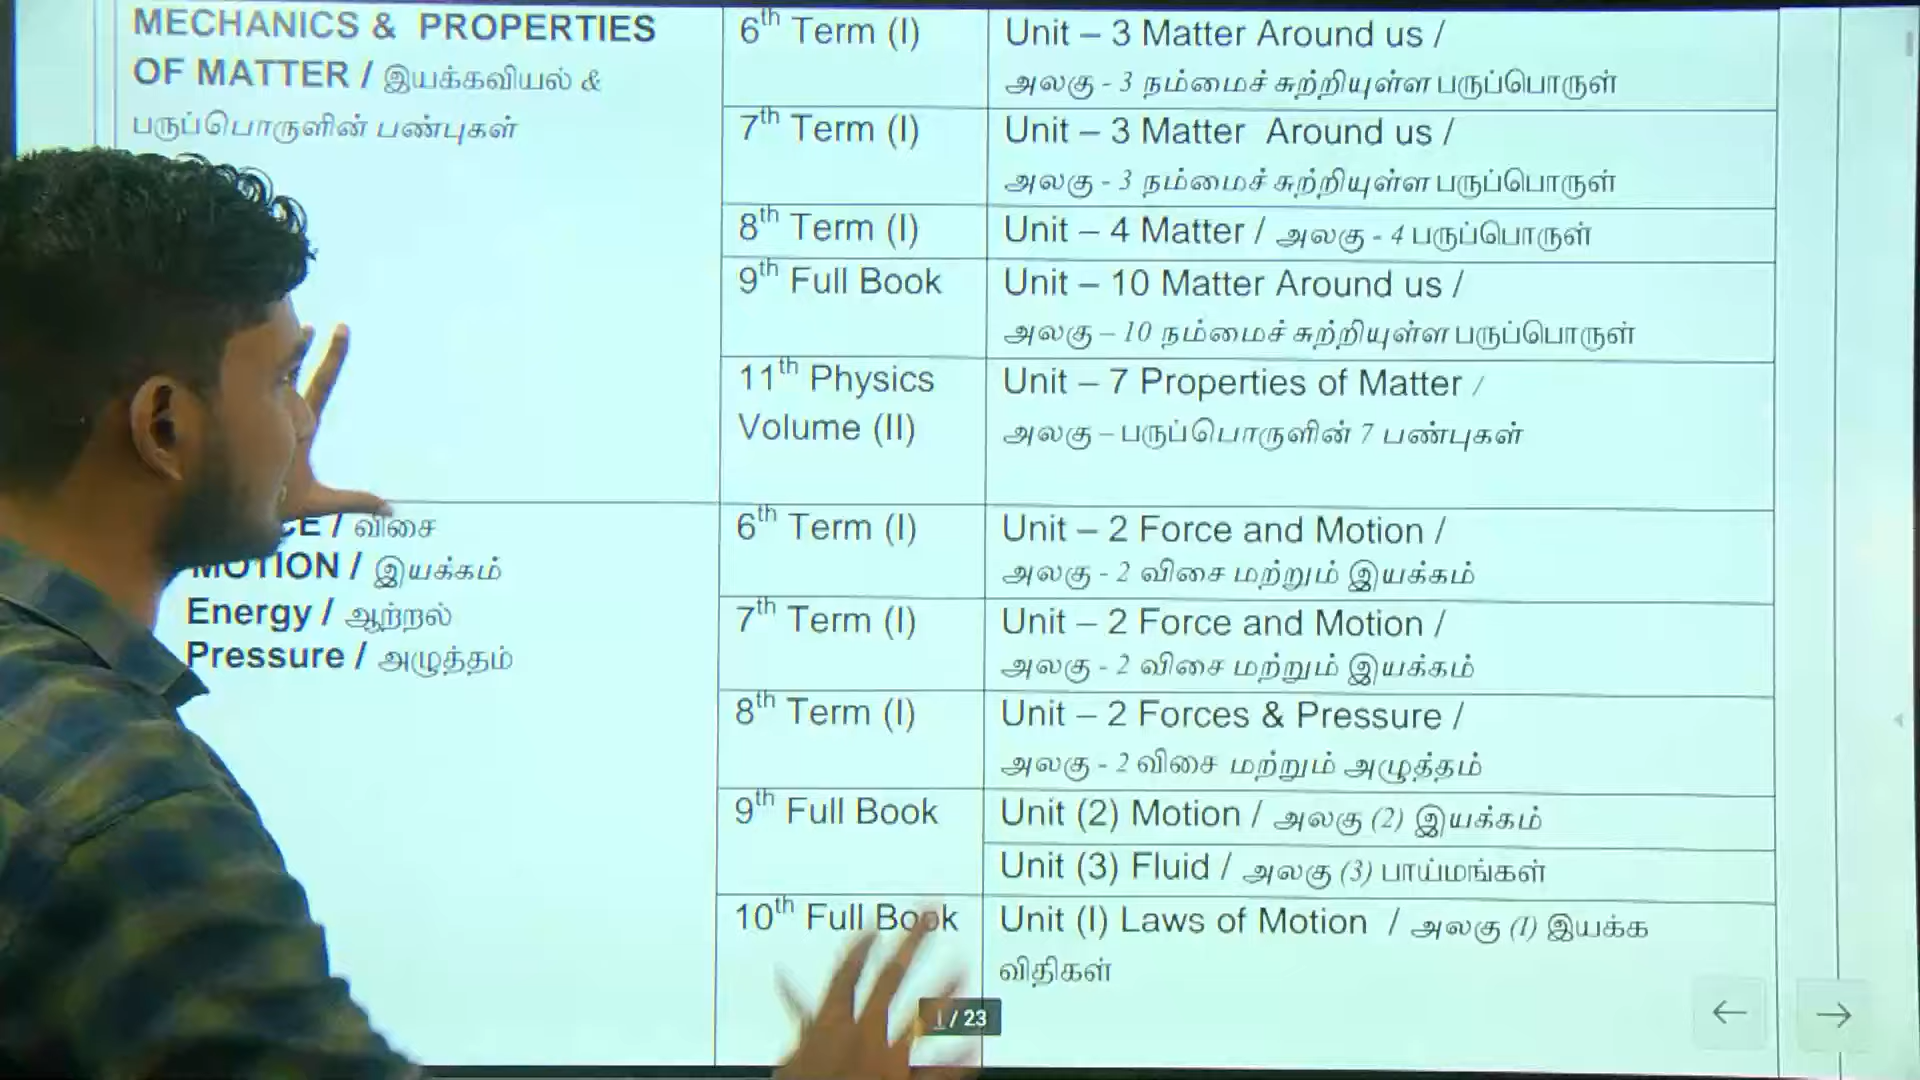 MECHANICS & PROPERTIES
OF MATTER / இயக்கவியல் &
பருப்பொருளின் பண்புகள்
6th Term (I)
Unit – 3 Matter Around us /
அலகு - 3 நம்மைச் சுற்றியுள்ள பருப்பொருள்
7th Term (I)
Unit – 3 Matter Around us /
அலகு - 3 நம்மைச் சுற்றியுள்ள பருப்பொருள்
8th Term (I)
Unit – 4 Matter / அலகு - 4 பருப்பொருள்
9th Full Book
Unit – 10 Matter Around us /
அலகு – 10 நம்மைச் சுற்றியுள்ள பருப்பொருள்
11th Physics
Volume (II)
Unit – 7 Properties of Matter /
அலகு – பருப்பொருளின் 7 பண்புகள்
CE / விசை
MOTION / இயக்கம்
Energy / ஆற்றல்
Pressure / அழுத்தம்
6th Term (I)
Unit – 2 Force and Motion /
அலகு - 2 விசை மற்றும் இயக்கம்
7th Term (I)
Unit – 2 Force and Motion /
அலகு - 2 விசை மற்றும் இயக்கம்
8th Term (I)
Unit – 2 Forces & Pressure /
அலகு - 2 விசை மற்றும் அழுத்தம்
9th Full Book
Unit (2) Motion / அலகு (2) இயக்கம்
Unit (3) Fluid / அலகு (3) பாய்மங்கள்
10th Full Book
Unit (I) Laws of Motion / அலகு (I) இயக்க
விதிகள்
1 / 23